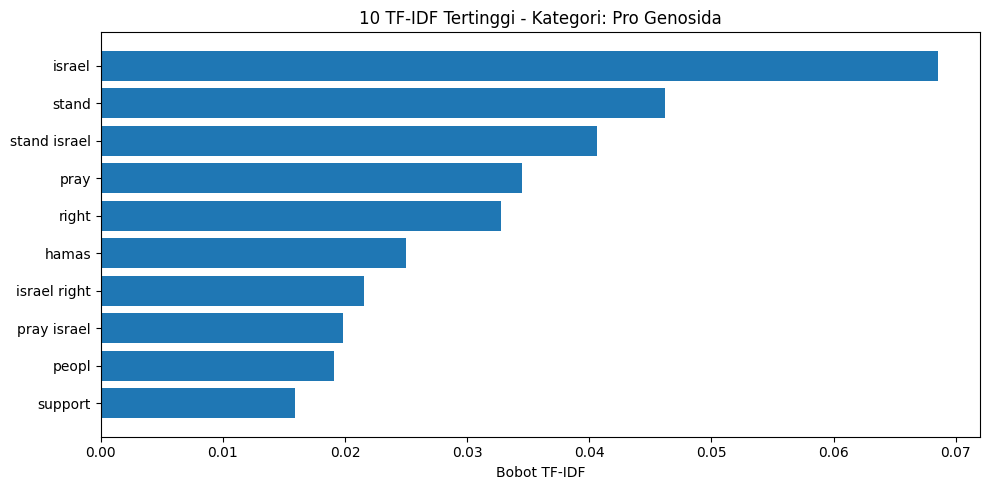 10 TF-IDF Tertinggi - Kategori: Pro Genosida
israel
stand
stand israel
pray
right
hamas
israel right
pray israel
peopl
support
0.00 0.01 0.02 0.03 0.04 0.05 0.06 0.07
Bobot TF-IDF